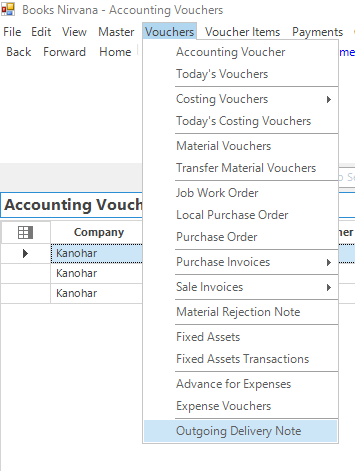 Books Nirvana - Accounting Vouchers
File Edit View Master Vouchers Voucher Items Payments
Back Forward Home
Accounting Voucher
Today's Vouchers
Costing Vouchers
Today's Costing Vouchers
Material Vouchers
Transfer Material Vouchers
Job Work Order
Local Purchase Order
Purchase Order
Purchase Invoices
Sale Invoices
Material Rejection Note
Fixed Assets
Fixed Assets Transactions
Advance for Expenses
Expense Vouchers
Outgoing Delivery Note
Accounting Vouch
Company
Kanohar
Kanohar
Kanohar